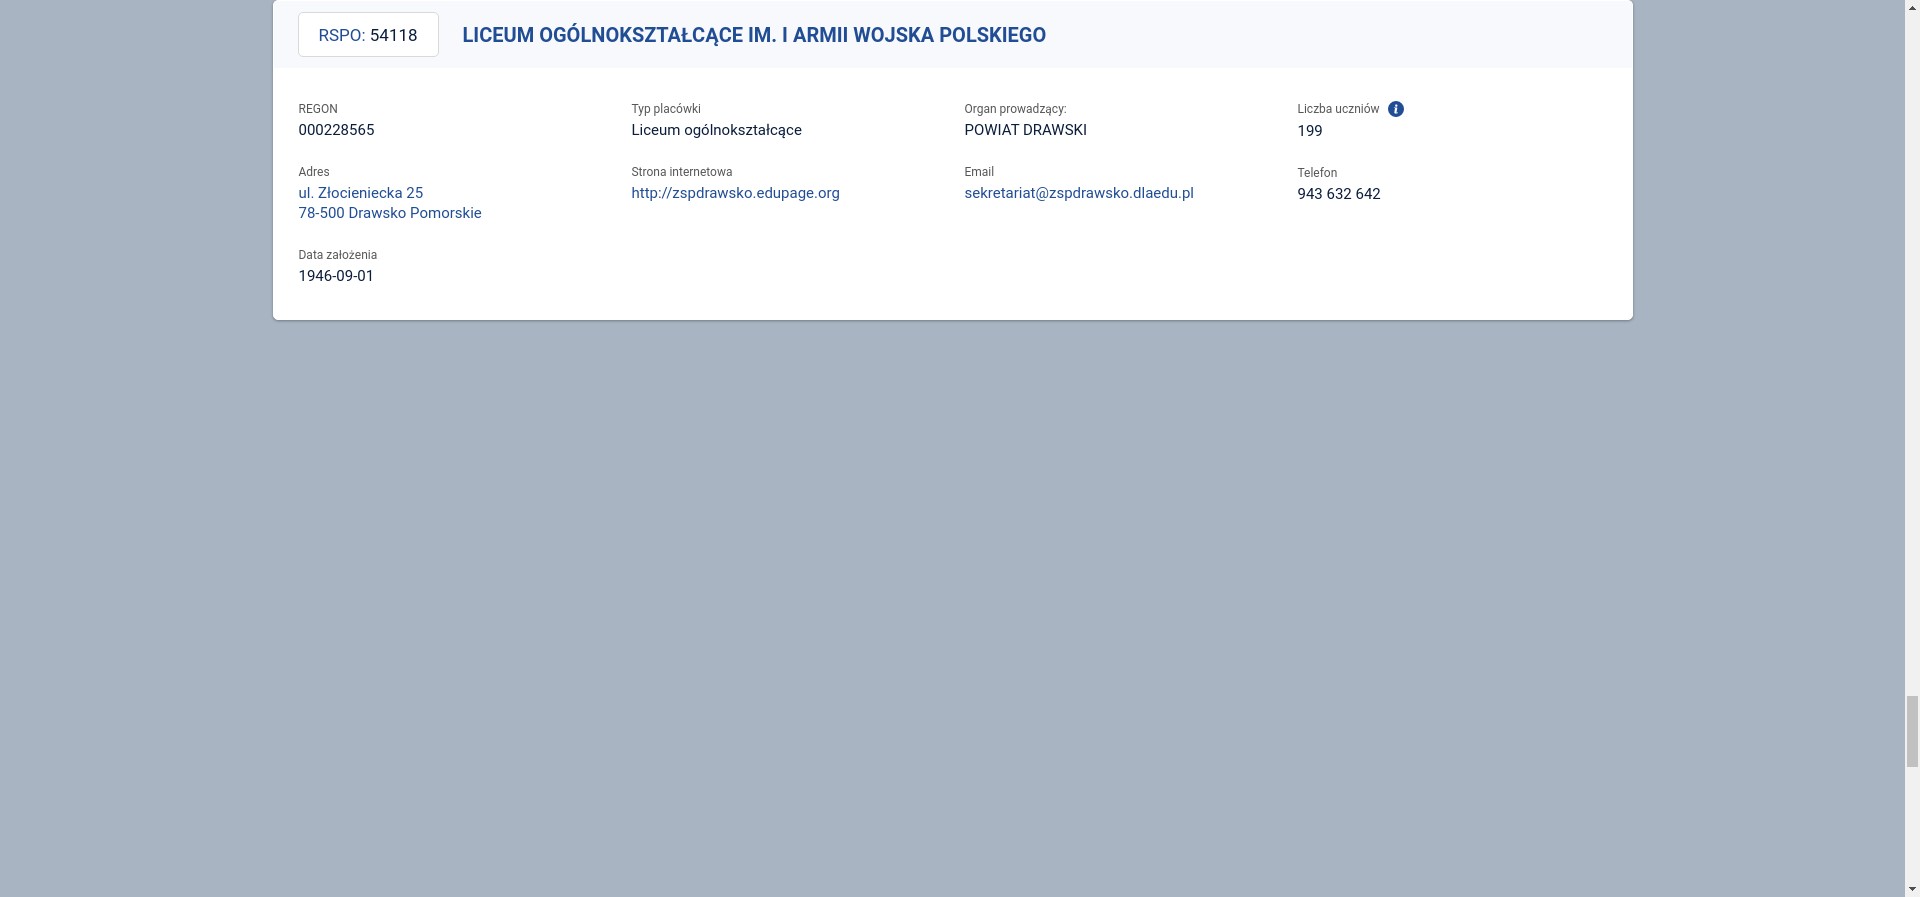 RSPO: 54118
LICEUM OGÓLNOKSZTAŁCĄCE IM. I ARMII WOJSKA POLSKIEGO
REGON
000228565
Typ placówki
Liceum ogólnokształcące
Organ prowadzący:
POWIAT DRAWSKI
Liczba uczniów
199
Adres
ul. Złocieniecka 25
78-500 Drawsko Pomorskie
Strona internetowa
http://zspdrawsko.edupage.org
Email
sekretariat@zspdrawsko.dlaedu.pl
Telefon
943 632 642
Data założenia
1946-09-01